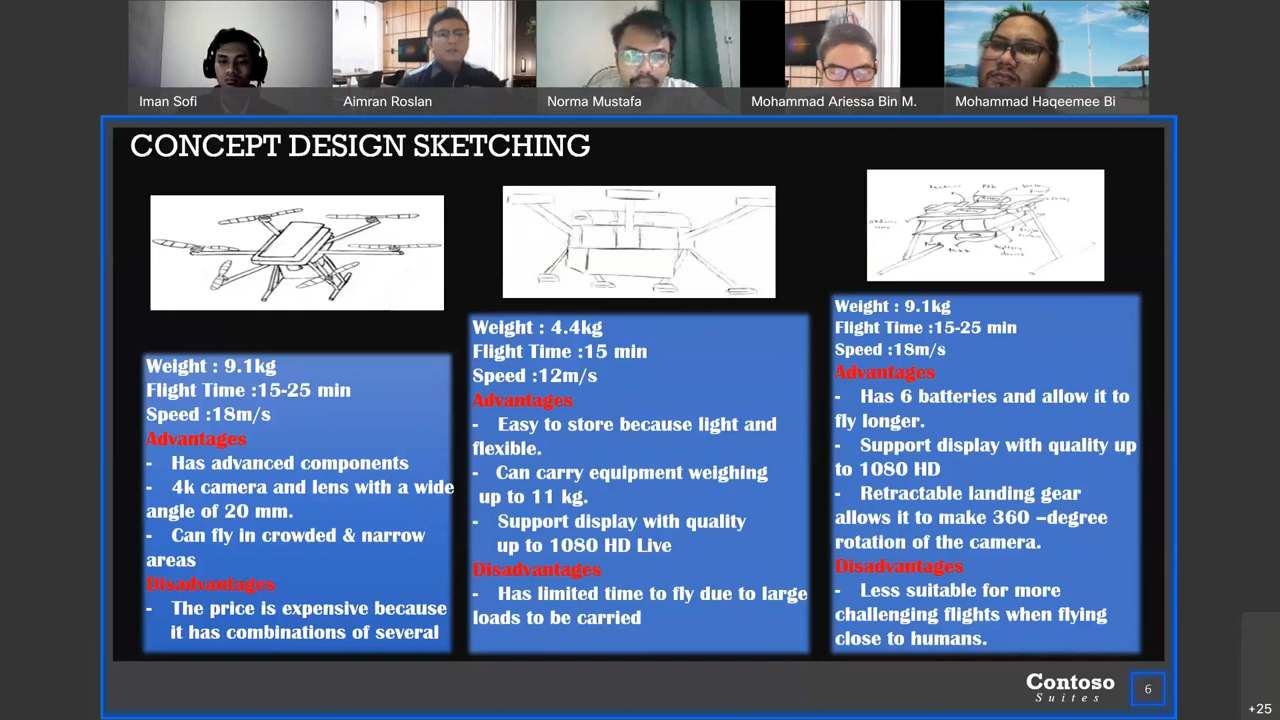 Iman Sofi
Aimran Roslan
Norma Mustafa
Mohammad Ariessa Bin M.
Mohammad Haqeemee Bi
CONCEPT DESIGN SKETCHING
Weight : 9.1kg
Flight Time :15-25 min
Speed :18m/s
Advantages
- Has advanced components
- 4k camera and lens with a wide
angle of 20 mm.
- Can fly in crowded & narrow
areas
Disadvantages
- The price is expensive because
it has combinations of several
Weight : 4.4kg
Flight Time :15 min
Speed :12m/s
Advantages
- Easy to store because light and
flexible.
- Can carry equipment weighing
up to 11 kg.
- Support display with quality
up to 1080 HD Live
Disadvantages
- Has limited time to fly due to large
loads to be carried
Weight : 9.1kg
Flight Time :15-25 min
Speed :18m/s
Advantages
- Has 6 batteries and allow it to
fly longer.
- Support display with quality up
to 1080 HD
- Retractable landing gear
allows it to make 360 –degree
rotation of the camera.
Disadvantages
- Less suitable for more
challenging flights when flying
close to humans.
Contoso
Suites
6
+25